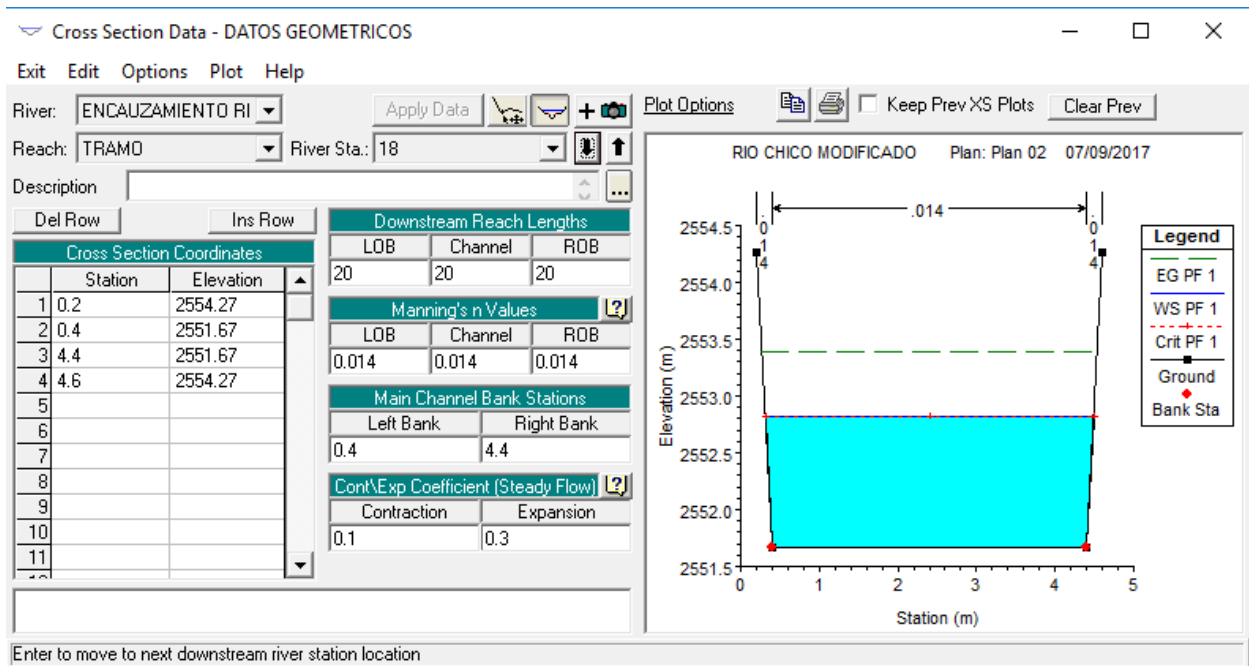 Cross Section Data - DATOS GEOMETRICOS
Exit Edit Options Plot Help
River: ENCAUZAMIENTO RI
Apply Data
Reach: TRAMO River Sta.: 18
Description ...
Del Row Ins Row
Cross Section Coordinates
Station Elevation
1 0.2 2554.27
2 0.4 2551.67
3 4.4 2551.67
4 4.6 2554.27
5
6
7
8
9
10
11
Downstream Reach Lengths
LOB Channel ROB
20 20 20
Manning's n Values
LOB Channel ROB
0.014 0.014 0.014
Main Channel Bank Stations
Left Bank Right Bank
0.4 4.4
Cont\Exp Coefficient (Steady Flow)
Contraction Expansion
0.1 0.3
Plot Options Keep Prev XS Plots Clear Prev
RIO CHICO MODIFICADO Plan: Plan 02 07/09/2017
.014
.014
.014
2554.5
2554.0
2553.5
2553.0
2552.5
2552.0
2551.5
Elevation (m)
0 1 2 3 4 5
Station (m)
Legend
EG PF 1
WS PF 1
Crit PF 1
Ground
Bank Sta
Enter to move to next downstream river station location